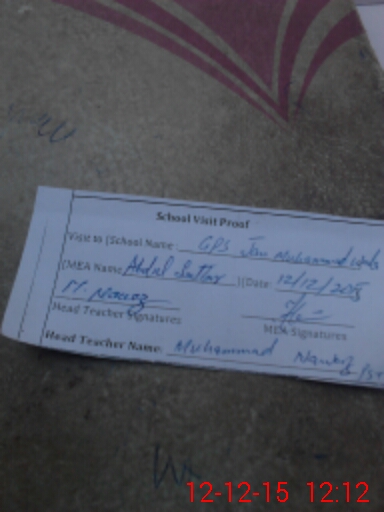 School Visit Proof
Visit to (School Name: GPS Jan Muhammad
(MEA Name Abdul Sattar )(Date: 12/12/2015
M. Nawaz
Head Teacher Signatures MEA Signatures
Head Teacher Name: Muhammad Nawaz
12-12-15 12:12